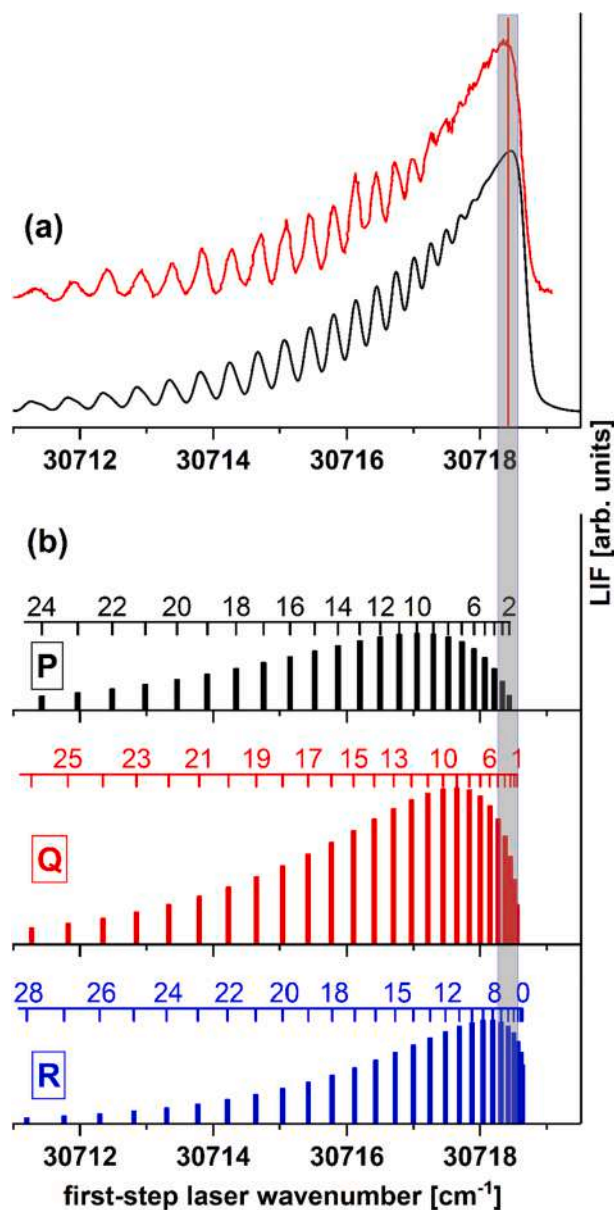 (a)
30712 30714 30716 30718
LIF [arb. units]
(b)
24 22 20 18 16 14 12 10 8 6 2
P
25 23 21 19 17 15 13 10 6 1
Q
28 26 24 22 20 18 15 12 8 0
R
30712 30714 30716 30718
first-step laser wavenumber [cm⁻¹]